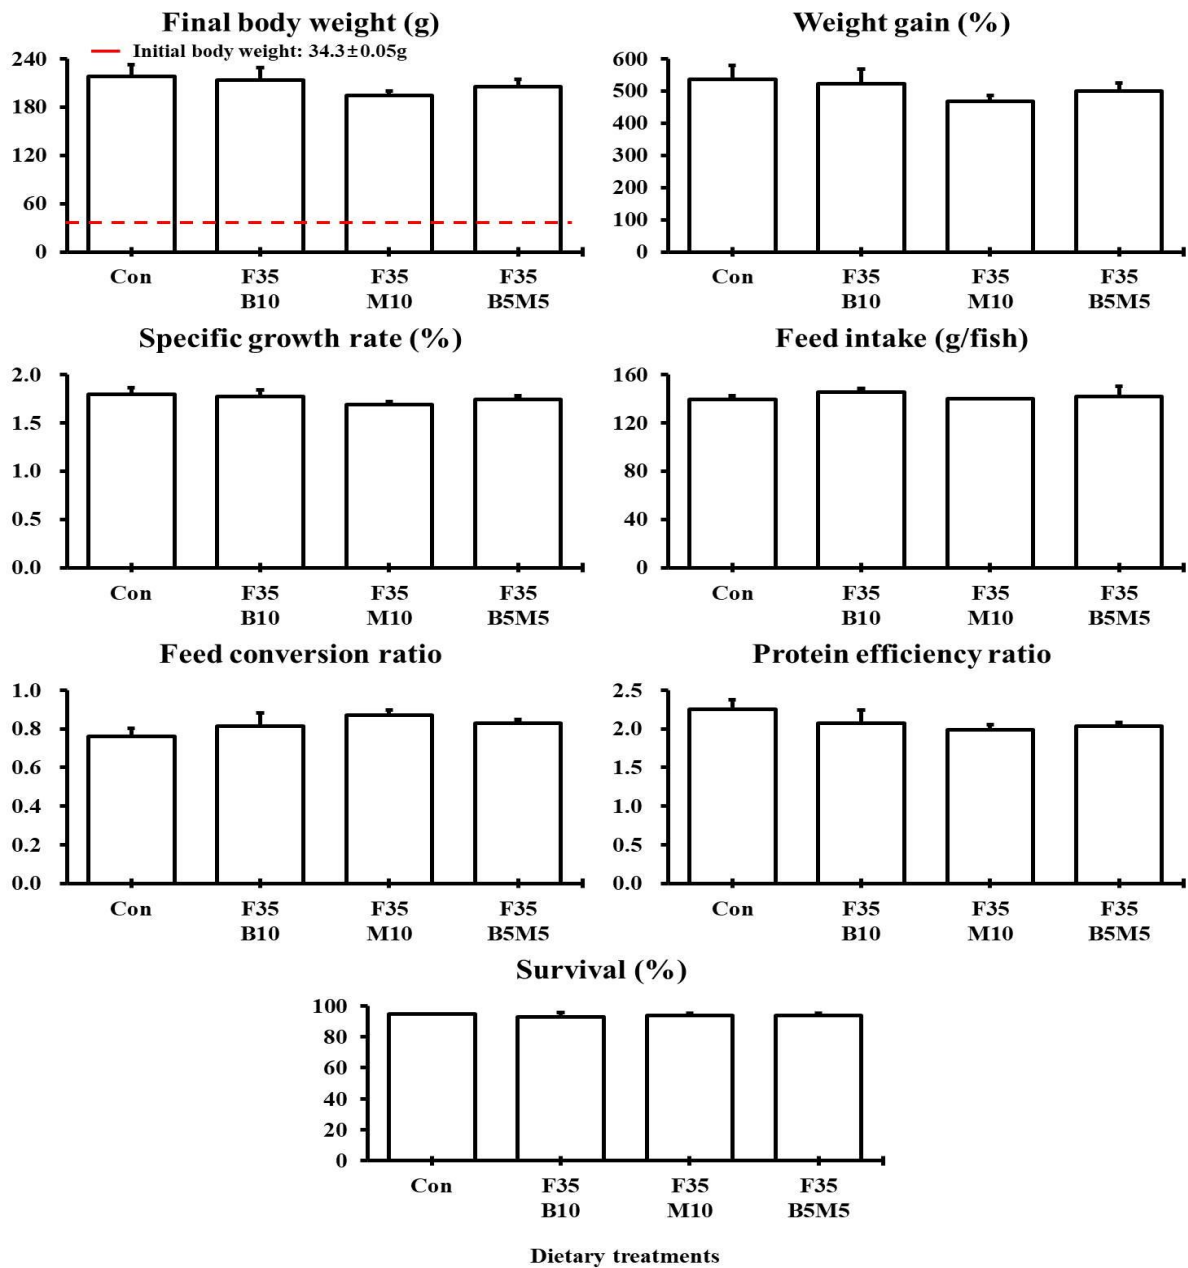 Final body weight (g)
Initial body weight: 34.3±0.05g
240
180
120
60
0
Con
F35
B10
F35
M10
F35
B5M5
Weight gain (%)
600
500
400
300
200
100
0
Con
F35
B10
F35
M10
F35
B5M5
Specific growth rate (%)
2.0
1.5
1.0
0.5
0.0
Con
F35
B10
F35
M10
F35
B5M5
Feed intake (g/fish)
160
120
80
40
0
Con
F35
B10
F35
M10
F35
B5M5
Feed conversion ratio
1.0
0.8
0.6
0.4
0.2
0.0
Con
F35
B10
F35
M10
F35
B5M5
Protein efficiency ratio
2.5
2.0
1.5
1.0
0.5
0.0
Con
F35
B10
F35
M10
F35
B5M5
Survival (%)
100
80
60
40
20
0
Con
F35
B10
F35
M10
F35
B5M5
Dietary treatments